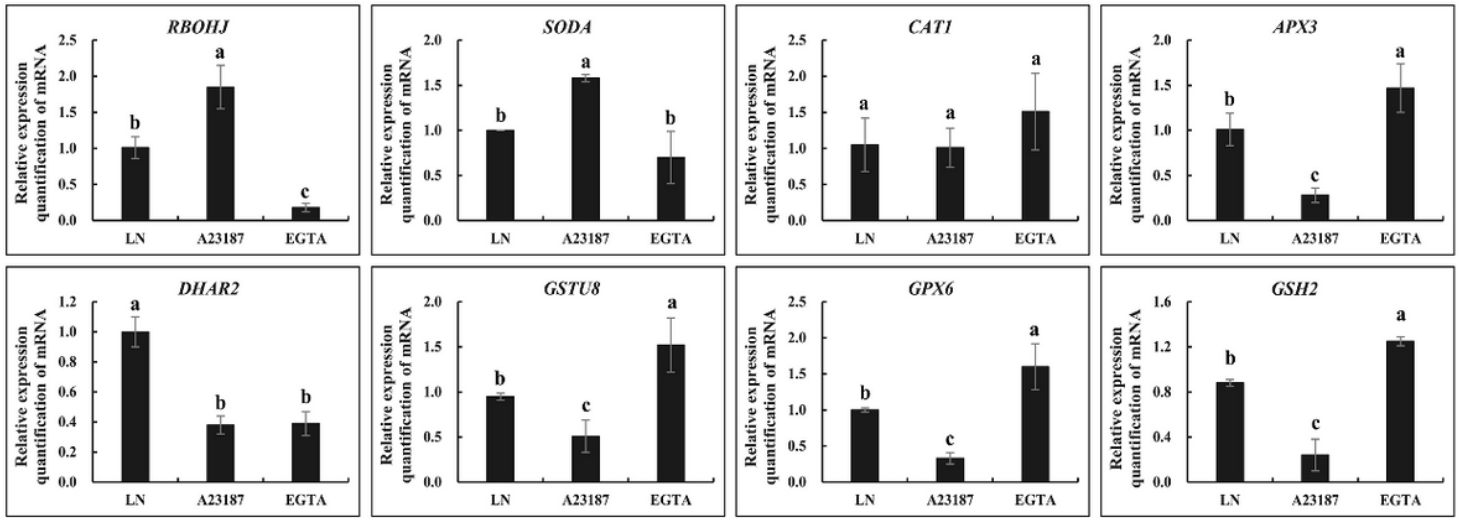 RBOHJ
Relative expression
quantification of mRNA
2.5
2.0
1.5
1.0
0.5
0.0
b
a
c
LN A23187 EGTA
SODA
Relative expression
quantification of mRNA
2.0
1.5
1.0
0.5
0.0
b
a
b
LN A23187 EGTA
CAT1
Relative expression
quantification of mRNA
2.5
2.0
1.5
1.0
0.5
0.0
a
a
a
LN A23187 EGTA
APX3
Relative expression
quantification of mRNA
2.0
1.5
1.0
0.5
0.0
b
c
a
LN A23187 EGTA
DHAR2
Relative expression
quantification of mRNA
1.2
1.0
0.8
0.6
0.4
0.2
0.0
a
b
b
LN A23187 EGTA
GSTU8
Relative expression
quantification of mRNA
2.0
1.5
1.0
0.5
0.0
b
c
a
LN A23187 EGTA
GPX6
Relative expression
quantification of mRNA
2.5
2.0
1.5
1.0
0.5
0.0
b
c
a
LN A23187 EGTA
GSH2
Relative expression
quantification of mRNA
1.6
1.2
0.8
0.4
0.0
b
c
a
LN A23187 EGTA